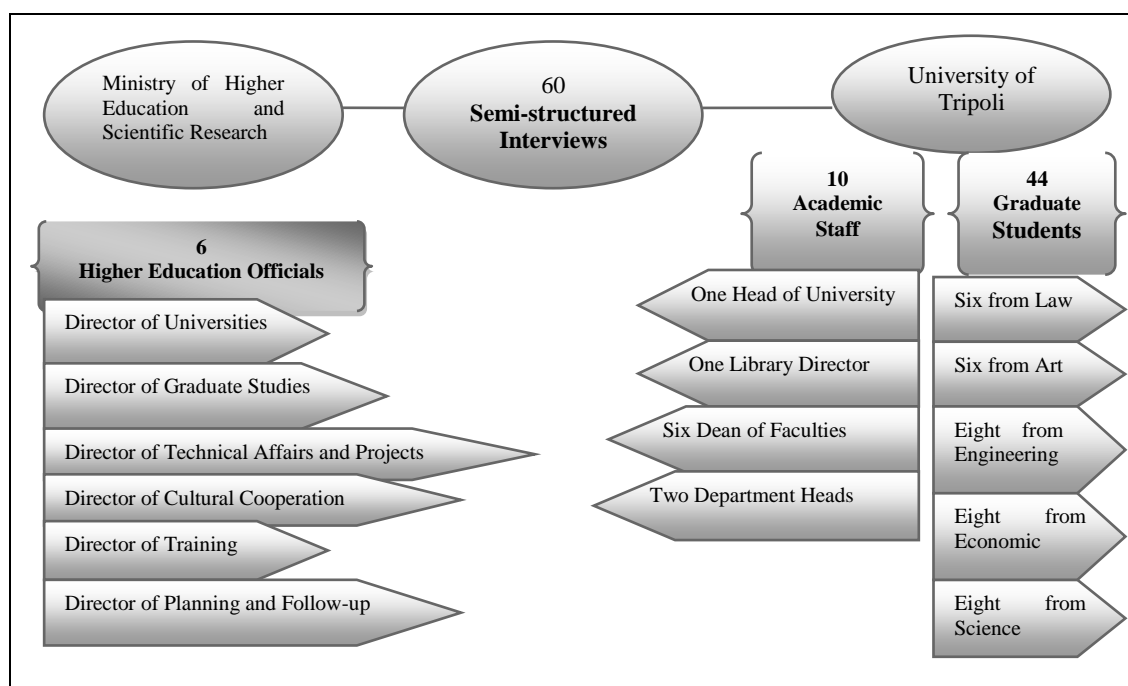 Ministry of Higher
Education and
Scientific Research
60
Semi-structured
Interviews
University of
Tripoli
6
Higher Education Officials
Director of Universities
Director of Graduate Studies
Director of Technical Affairs and Projects
Director of Cultural Cooperation
Director of Training
Director of Planning and Follow-up
10
Academic
Staff
One Head of University
One Library Director
Six Dean of Faculties
Two Department Heads
44
Graduate
Students
Six from Law
Six from Art
Eight from
Engineering
Eight from
Economic
Eight from
Science